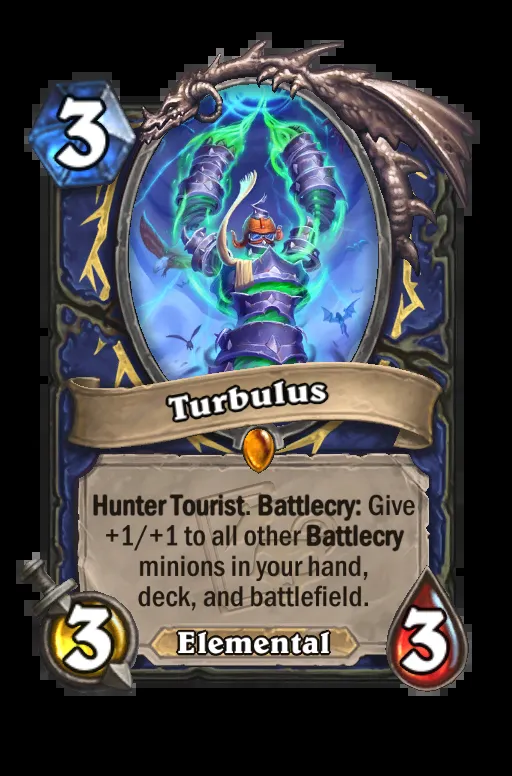 3
Turbulus
Hunter Tourist. Battlecry: Give
+1/+1 to all other Battlecry
minions in your hand,
deck, and battlefield.
3
Elemental
3